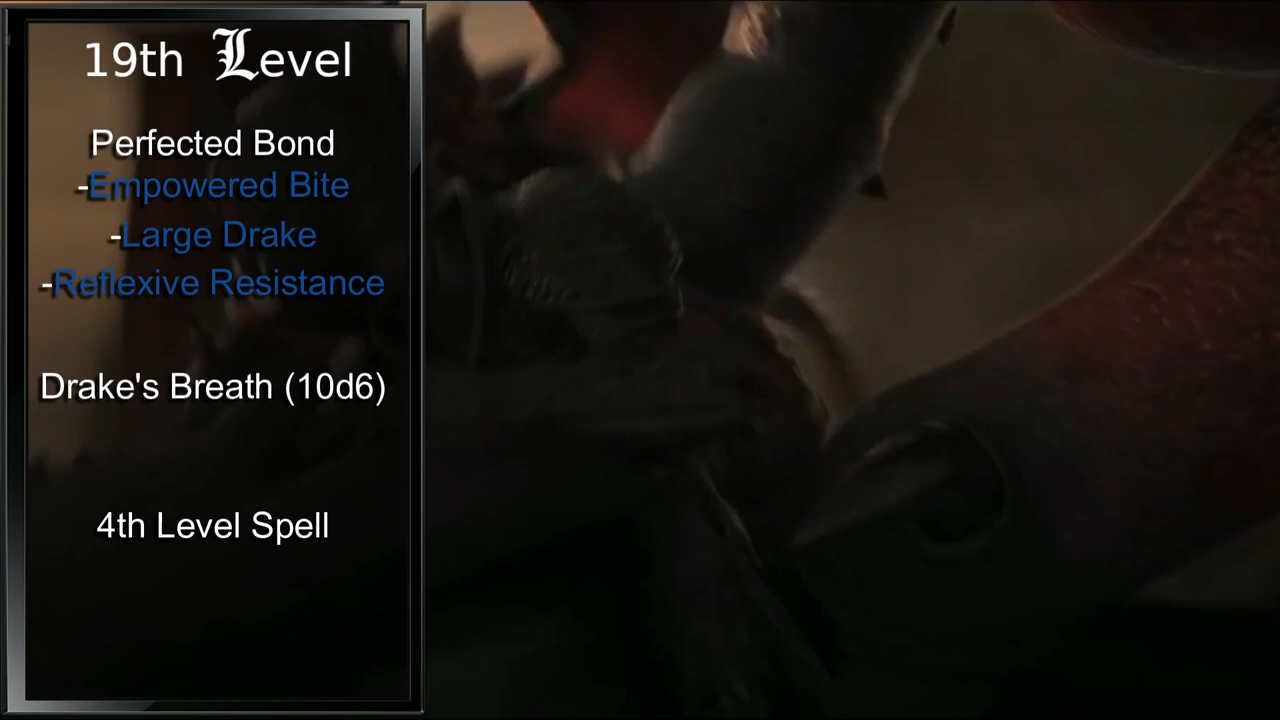 19th Level
Perfected Bond
-Empowered Bite
-Large Drake
-Reflexive Resistance
Drake's Breath (10d6)
4th Level Spell